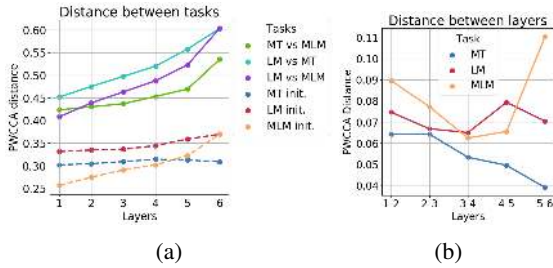 Distance between tasks
PWCCA distance
0.60
0.55
0.50
0.45
0.40
0.35
0.30
0.25
1 2 3 4 5 6
Layers
Tasks
MT vs MLM
LM vs MT
LM vs MLM
MT init.
LM init.
MLM init.
(a)
Distance between layers
PWCCA Distance
0.11
0.10
0.09
0.08
0.07
0.06
0.05
0.04
1 2 2 3 3 4 4 5 5 6
Layers
Task
MT
LM
MLM
(b)